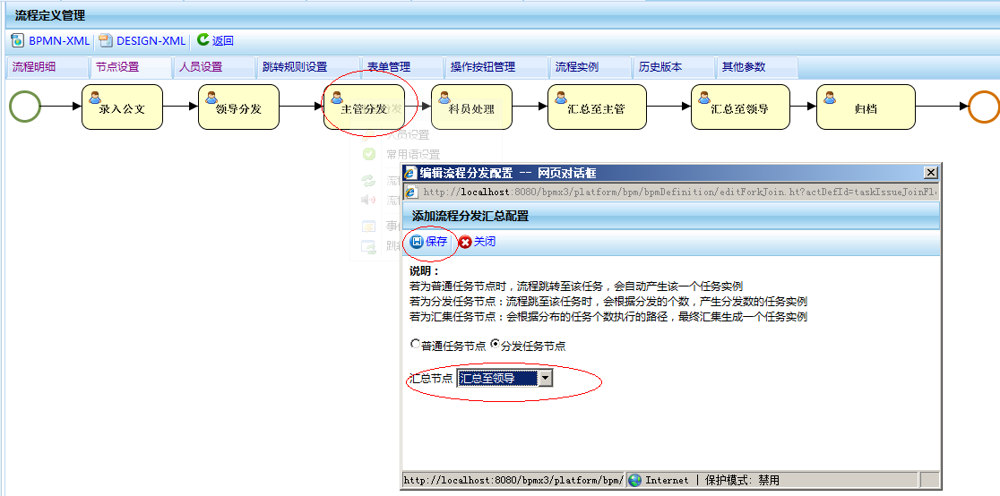 流程定义管理
BPMN-XML DESIGN-XML 返回
流程明细 节点设置 人员设置 跳转规则设置 表单管理 操作按钮管理 流程实例 历史版本 其他参数
录入公文 领导分发 主管分发 科员处理 汇总至主管 汇总至领导 归档
人员设置
常用语设置
编辑流程分发配置 -- 网页对话框
http://localhost:8080/bpmx3/platform/bpm/bpmDefinition/editForkJoin.ht?actDefId=taskIssueJoinFl
添加流程分发汇总配置
保存 关闭
说明：
若为普通任务节点时，流程跳转至该任务，会自动产生该一个任务实例
若为分发任务节点：流程跳至该任务时，会根据分发的个数，产生分发数的任务实例
若为汇集任务节点：会根据分布的任务个数执行的路径，最终汇集生成一个任务实例
普通任务节点 分发任务节点
汇总节点 汇总至领导
http://localhost:8080/bpmx3/platform/bpm/ Internet | 保护模式: 禁用